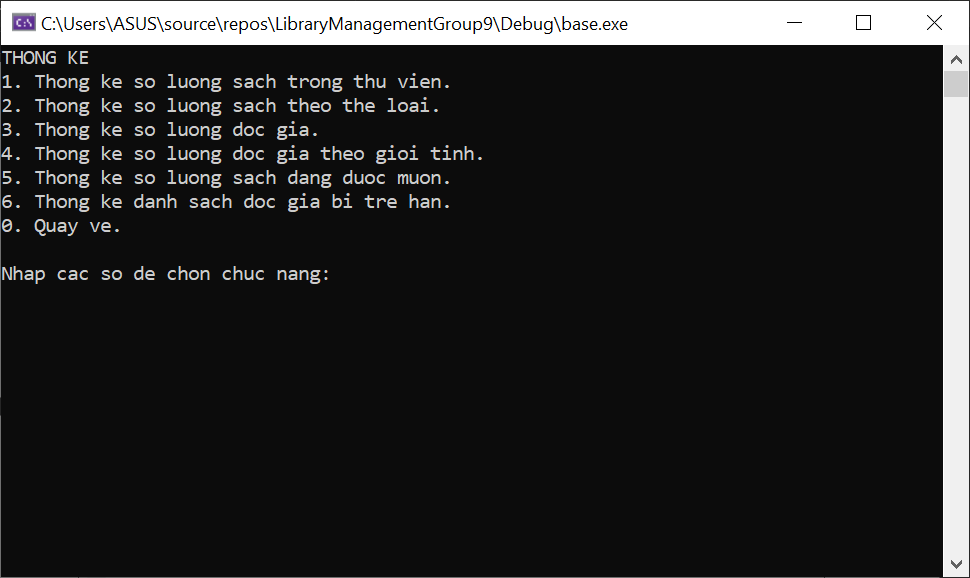 C:\Users\ASUS\source\repos\LibraryManagementGroup9\Debug\base.exe
THONG KE
1. Thong ke so luong sach trong thu vien.
2. Thong ke so luong sach theo the loai.
3. Thong ke so luong doc gia.
4. Thong ke so luong doc gia theo gioi tinh.
5. Thong ke so luong sach dang duoc muon.
6. Thong ke danh sach doc gia bi tre han.
0. Quay ve.
Nhap cac so de chon chuc nang: